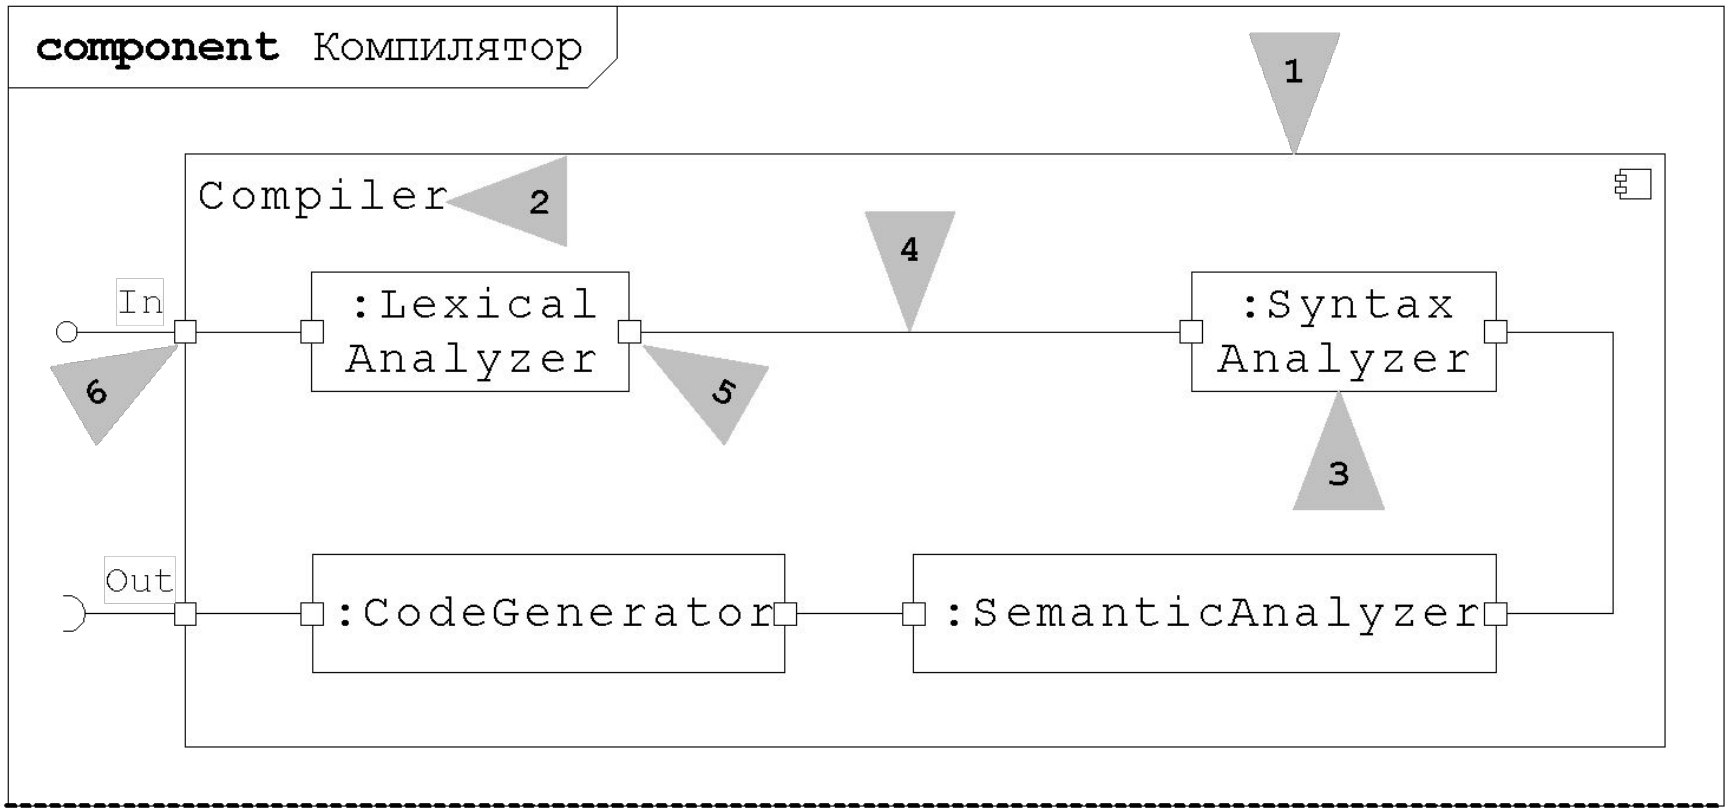 component Компилятор
1
Compiler
2
4
In
:Lexical
Analyzer
:Syntax
Analyzer
6
5
3
Out
:CodeGenerator
:SemanticAnalyzer